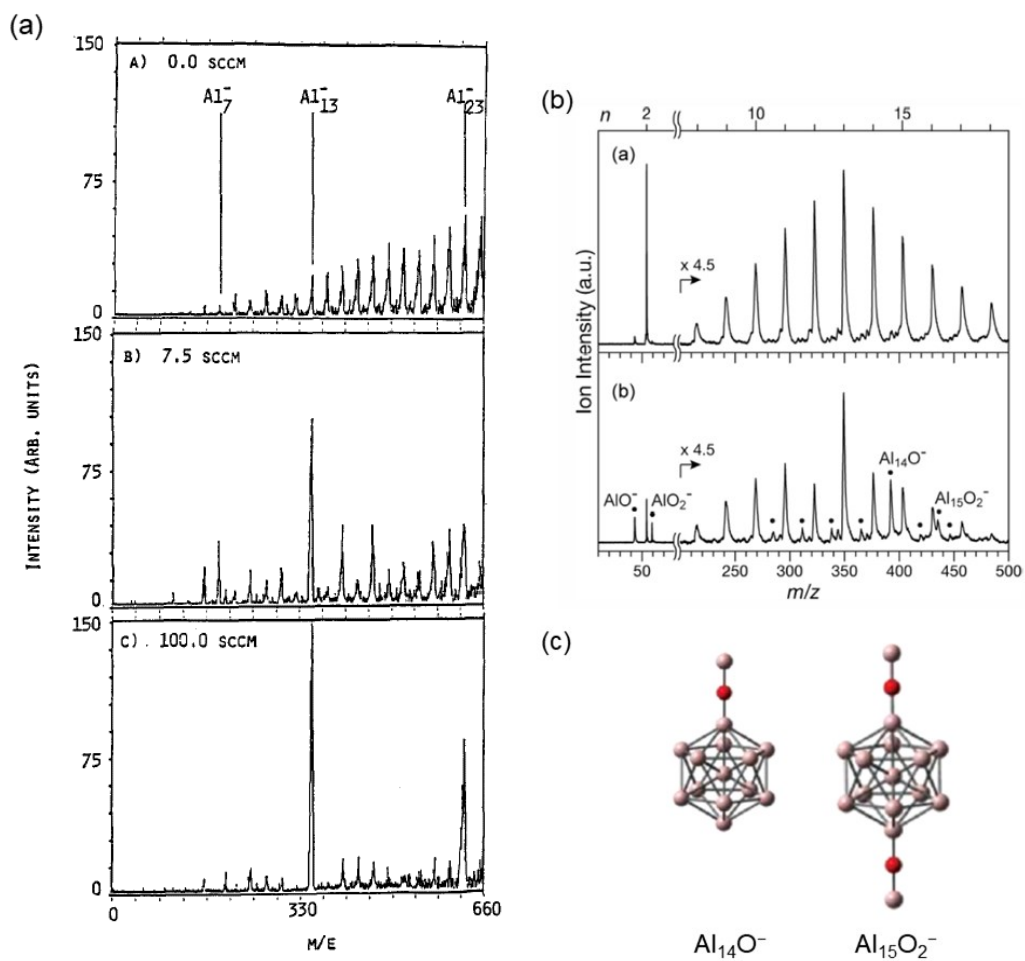 (a)
150
A) 0.0 SCCM
Al₇⁻ Al₁₃⁻ Al₂₃⁻
75
0
150
B) 7.5 SCCM
75
0
150
C). 100.0 SCCM
75
0
0 330 660
M/E
INTENSITY (ARB. UNITS)
(b)
n 2 10 15
(a)
x 4.5
(b)
x 4.5
AlO⁻ AlO₂⁻ Al₁₄O⁻ Al₁₅O₂⁻
50 250 300 350 400 450 500
m/z
Ion Intensity (a.u.)
(c)
Al₁₄O⁻ Al₁₅O₂⁻